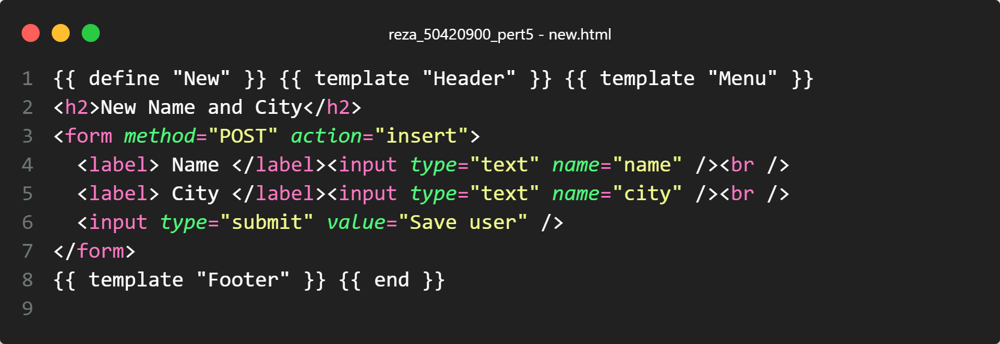 reza_50420900_pert5 - new.html
1 {{ define "New" }} {{ template "Header" }} {{ template "Menu" }}
2 <h2>New Name and City</h2>
3 <form method="POST" action="insert">
4   <label> Name </label><input type="text" name="name" /><br />
5   <label> City </label><input type="text" name="city" /><br />
6   <input type="submit" value="Save user" />
7 </form>
8 {{ template "Footer" }} {{ end }}
9